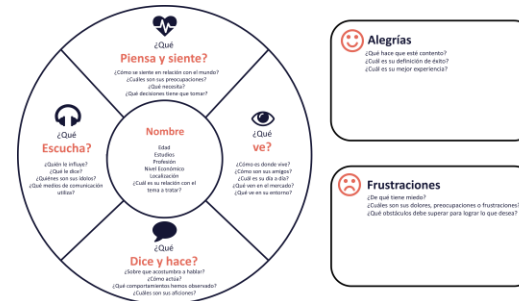 ¿Qué
Piensa y siente?
¿Cómo se siente en relación con el mundo?
¿Cuáles son sus preocupaciones?
¿Qué necesita?
¿Qué decisiones tiene que tomar?
¿Qué
Escucha?
¿Quién le influye?
¿Qué le dice?
¿Quiénes son sus ídolos?
¿Qué medios de comunicación
utiliza?
Nombre
Edad
Estudios
Profesión
Nivel Económico
Localización
¿Cuál es su relación con el
tema a tratar?
¿Qué
ve?
¿Cómo es donde vive?
¿Cómo son sus amigos?
¿Cuál es su día a día?
¿Qué ven en el mercado?
¿Qué ve en su entorno?
¿Qué
Dice y hace?
¿Sobre que acostumbra a hablar?
¿Cómo actúa?
¿Qué comportamientos hemos observado?
¿Cuáles son sus aficiones?
Alegrías
¿Qué hace que esté contento?
¿Cuál es su definición de éxito?
¿Cuál es su mejor experiencia?
Frustraciones
¿De qué tiene miedo?
¿Cuáles son sus dolores, preocupaciones o frustraciones?
¿Qué obstáculos debe superar para lograr lo que desea?